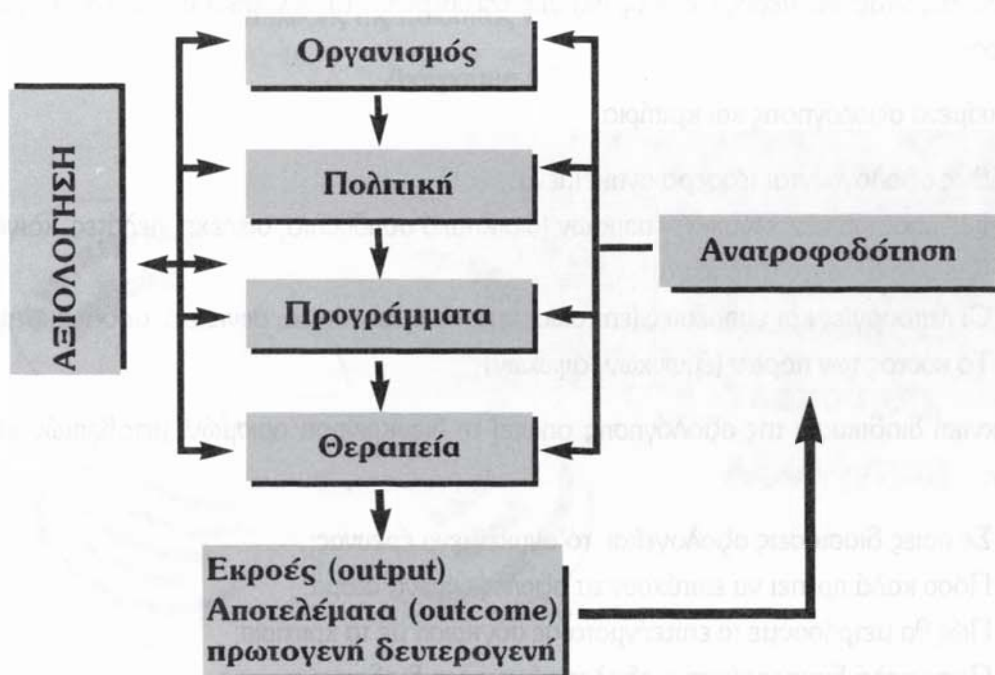 Οργανισμός
Πολιτική
ΑΞΙΟΛΟΓΗΣΗ
Ανατροφοδότηση
Προγράμματα
Θεραπεία
Εκροές (output)
Αποτελέματα (outcome)
πρωτογενή δευτερογενή